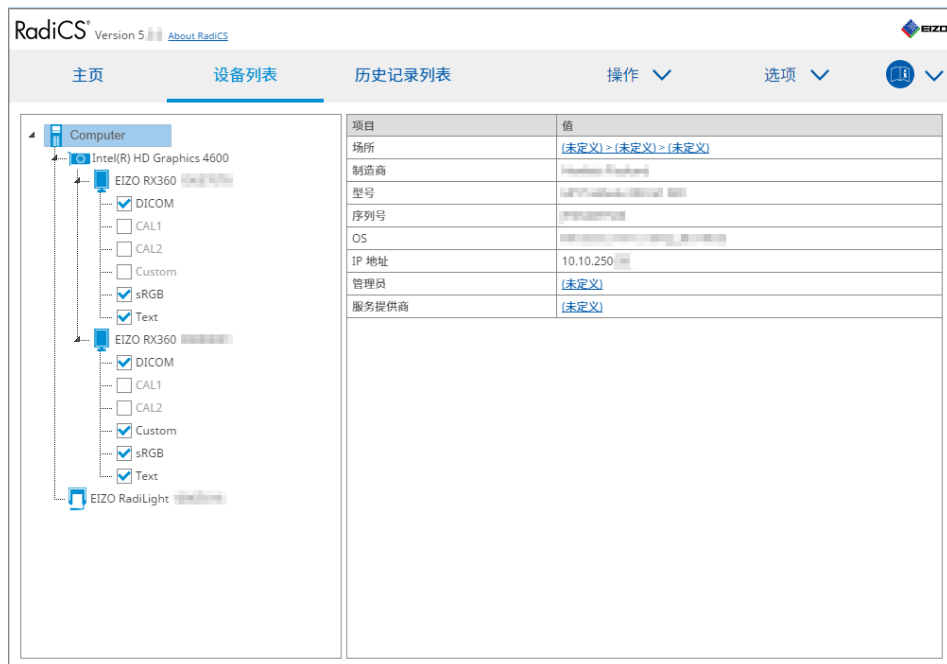 RadiCS® Version 5. About RadiCS
EIZO
主页 设备列表 历史记录列表 操作 选项
Computer
Intel(R) HD Graphics 4600
EIZO RX360
DICOM
CAL1
CAL2
Custom
sRGB
Text
EIZO RX360
DICOM
CAL1
CAL2
Custom
sRGB
Text
EIZO RadiLight
项目 值
场所 (未定义) > (未定义) > (未定义)
制造商
型号
序列号
OS
IP 地址 10.10.250
管理员 (未定义)
服务提供商 (未定义)